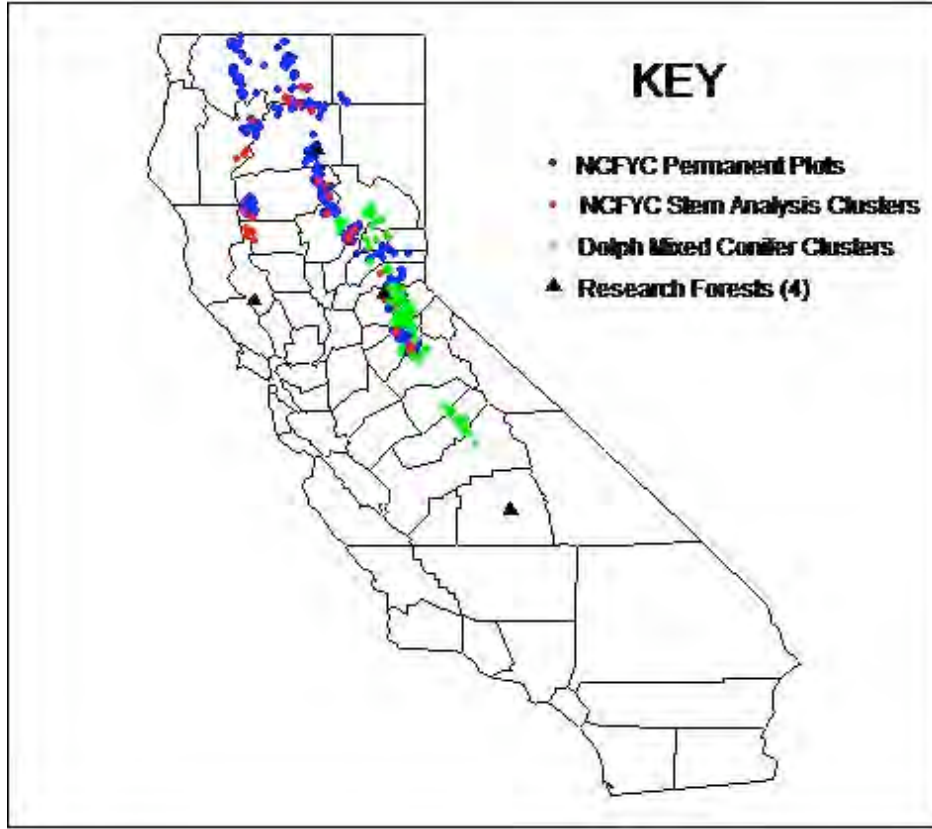 KEY
NCFYC Permanent Plots
NCFYC Stem Analysis Clusters
Dolph Mixed Conifer Clusters
Research Forests (4)